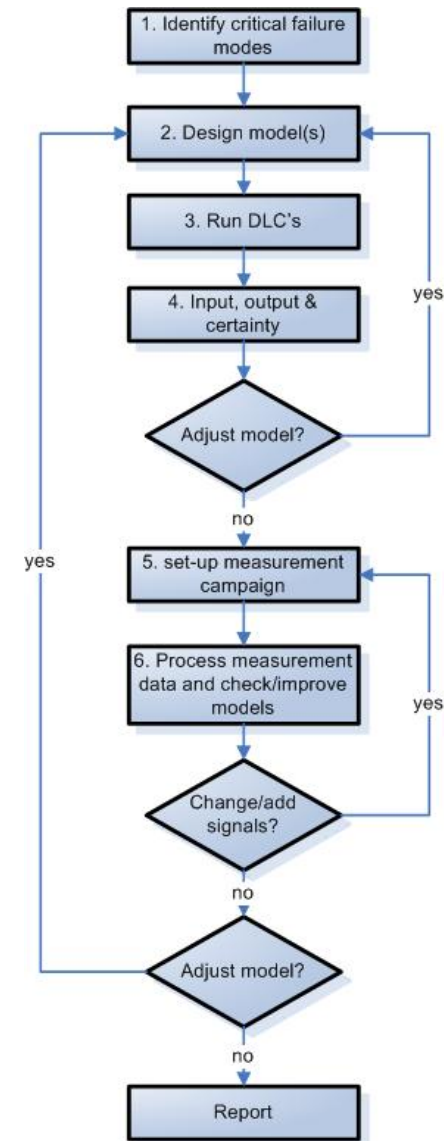 1. Identify critical failure
modes
2. Design model(s)
3. Run DLC's
4. Input, output &
certainty
yes
Adjust model?
no
yes
5. set-up measurement
campaign
6. Process measurement
data and check/improve
models
yes
Change/add
signals?
no
Adjust model?
no
Report